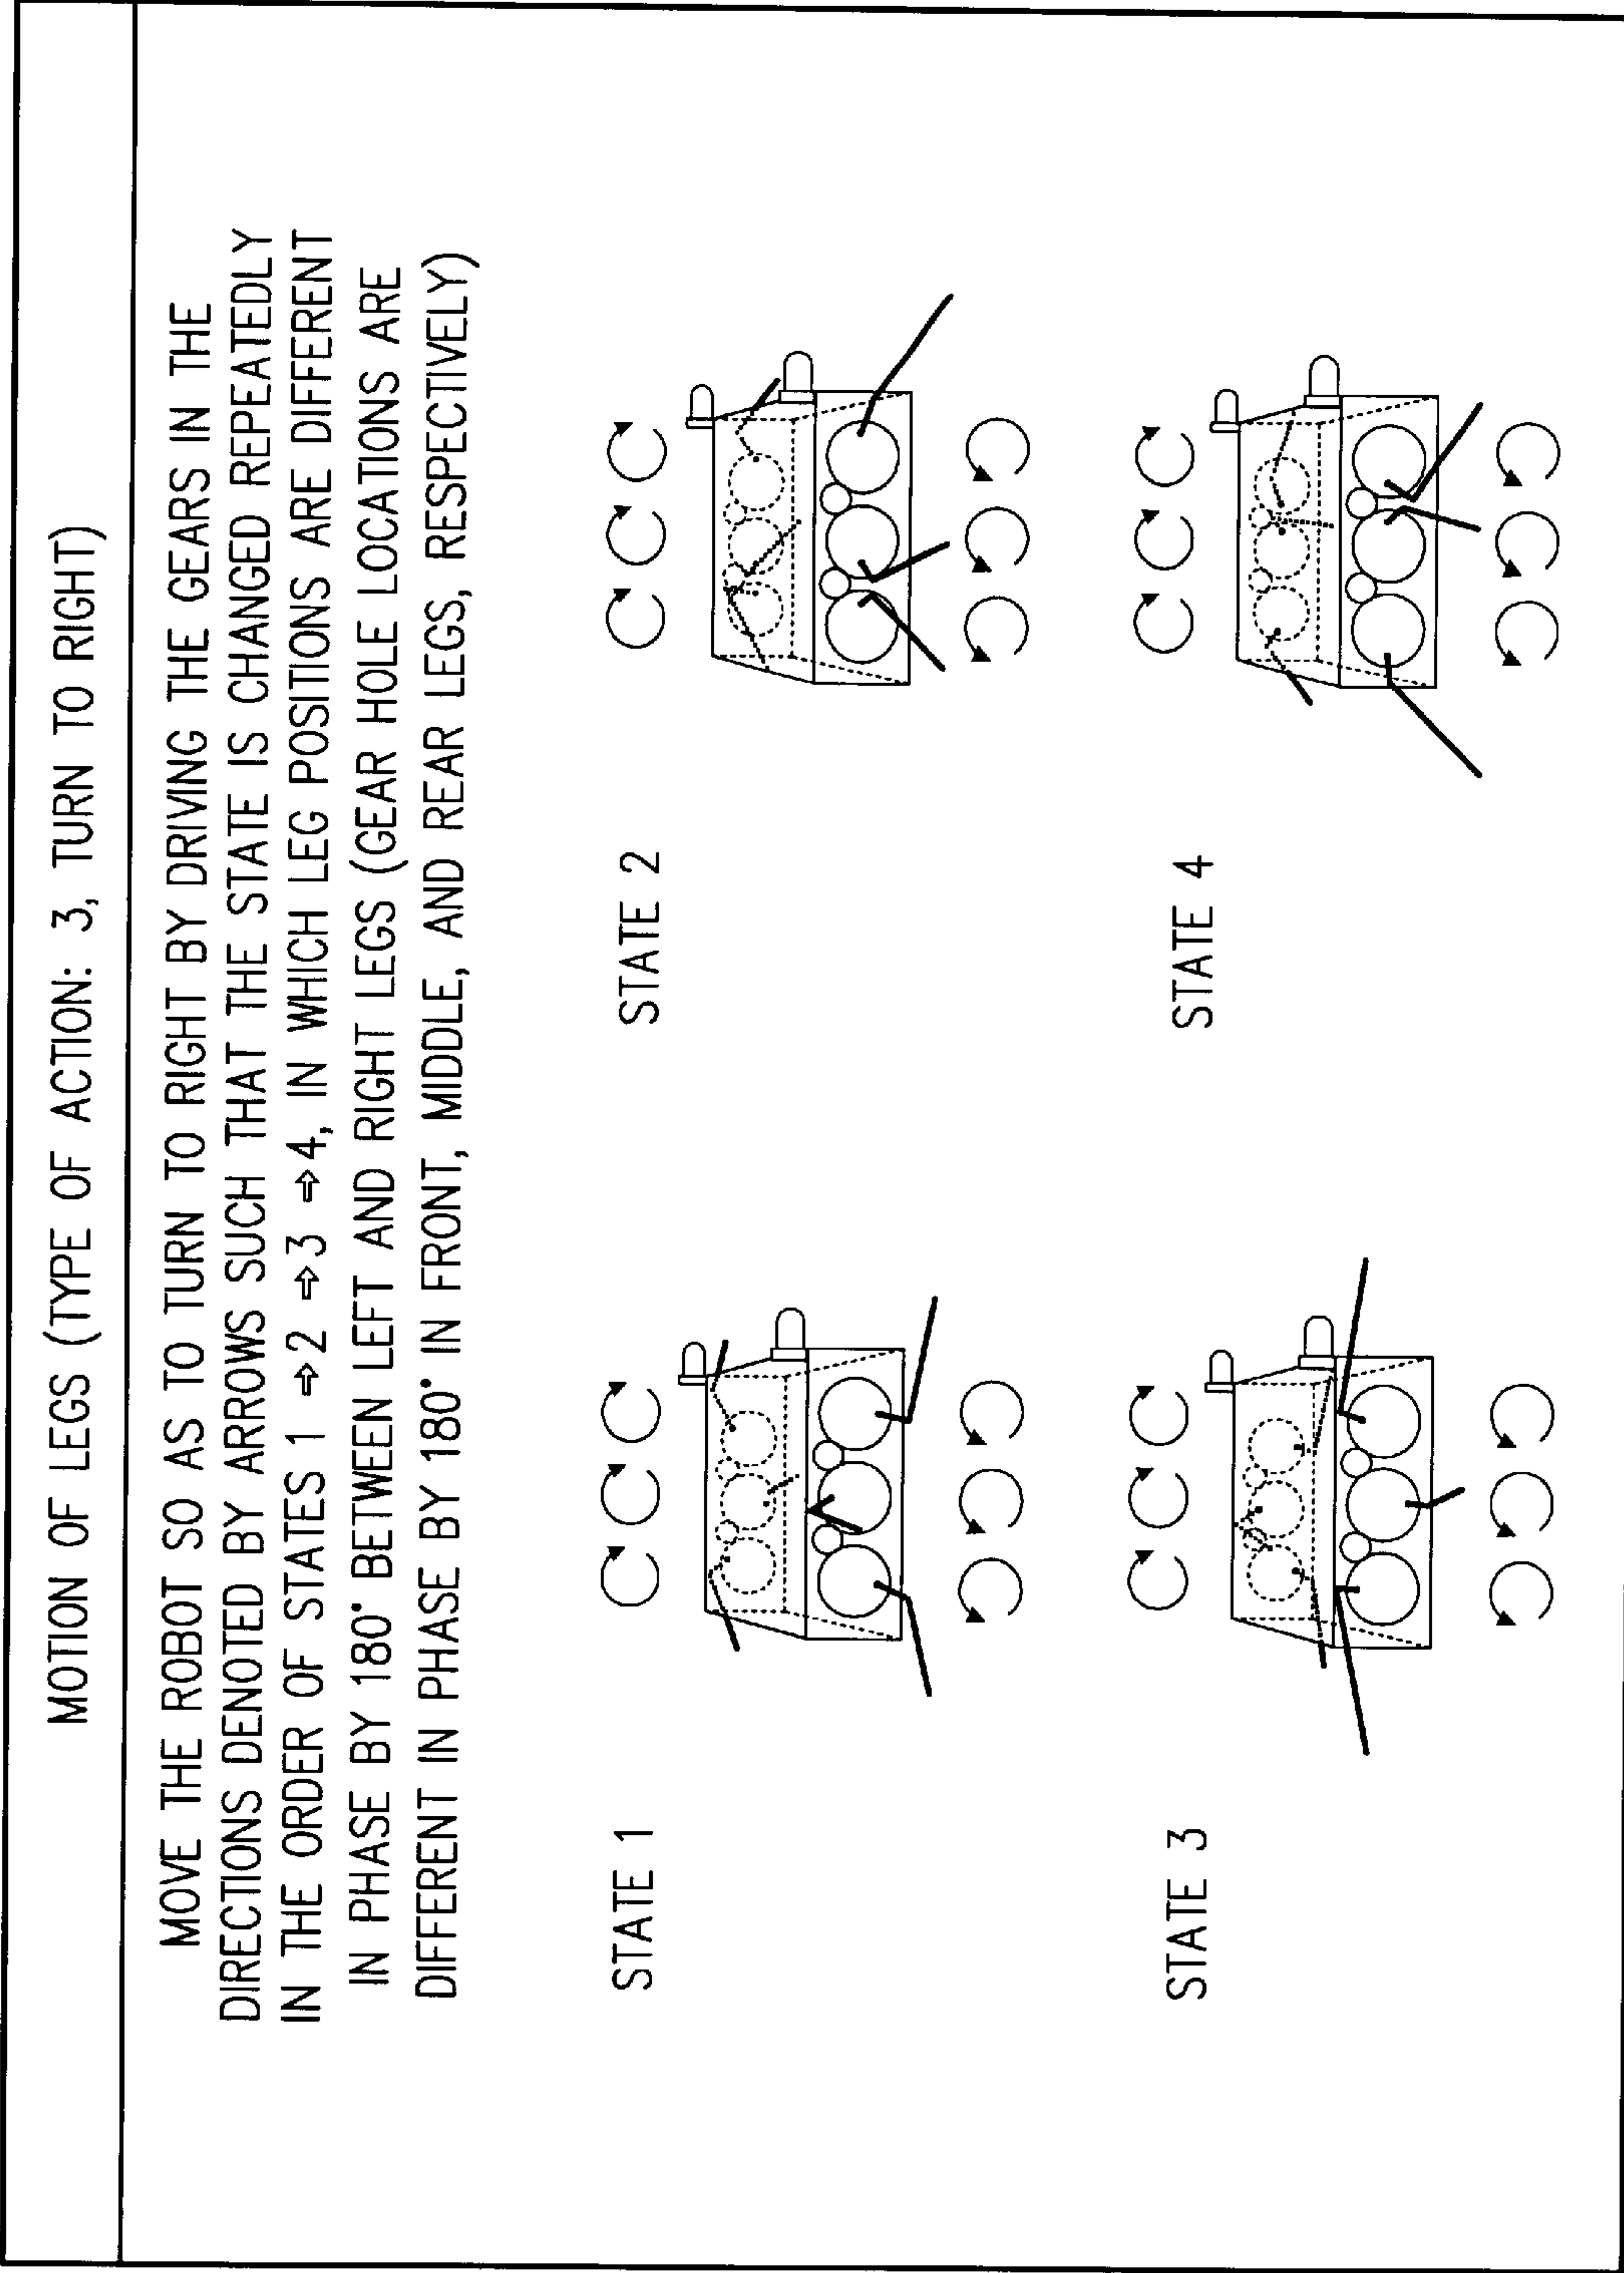 MOTION OF LEGS (TYPE OF ACTION: 3, TURN TO RIGHT)
MOVE THE ROBOT SO AS TO TURN TO RIGHT BY DRIVING THE GEARS IN THE
DIRECTIONS DENOTED BY ARROWS SUCH THAT THE STATE IS CHANGED REPEATEDLY
IN THE ORDER OF STATES 1 ⇨2 ⇨3 ⇨4, IN WHICH LEG POSITIONS ARE DIFFERENT
IN PHASE BY 180° BETWEEN LEFT AND RIGHT LEGS (GEAR HOLE LOCATIONS ARE
DIFFERENT IN PHASE BY 180° IN FRONT, MIDDLE, AND REAR LEGS, RESPECTIVELY)
STATE 1
STATE 2
STATE 3
STATE 4